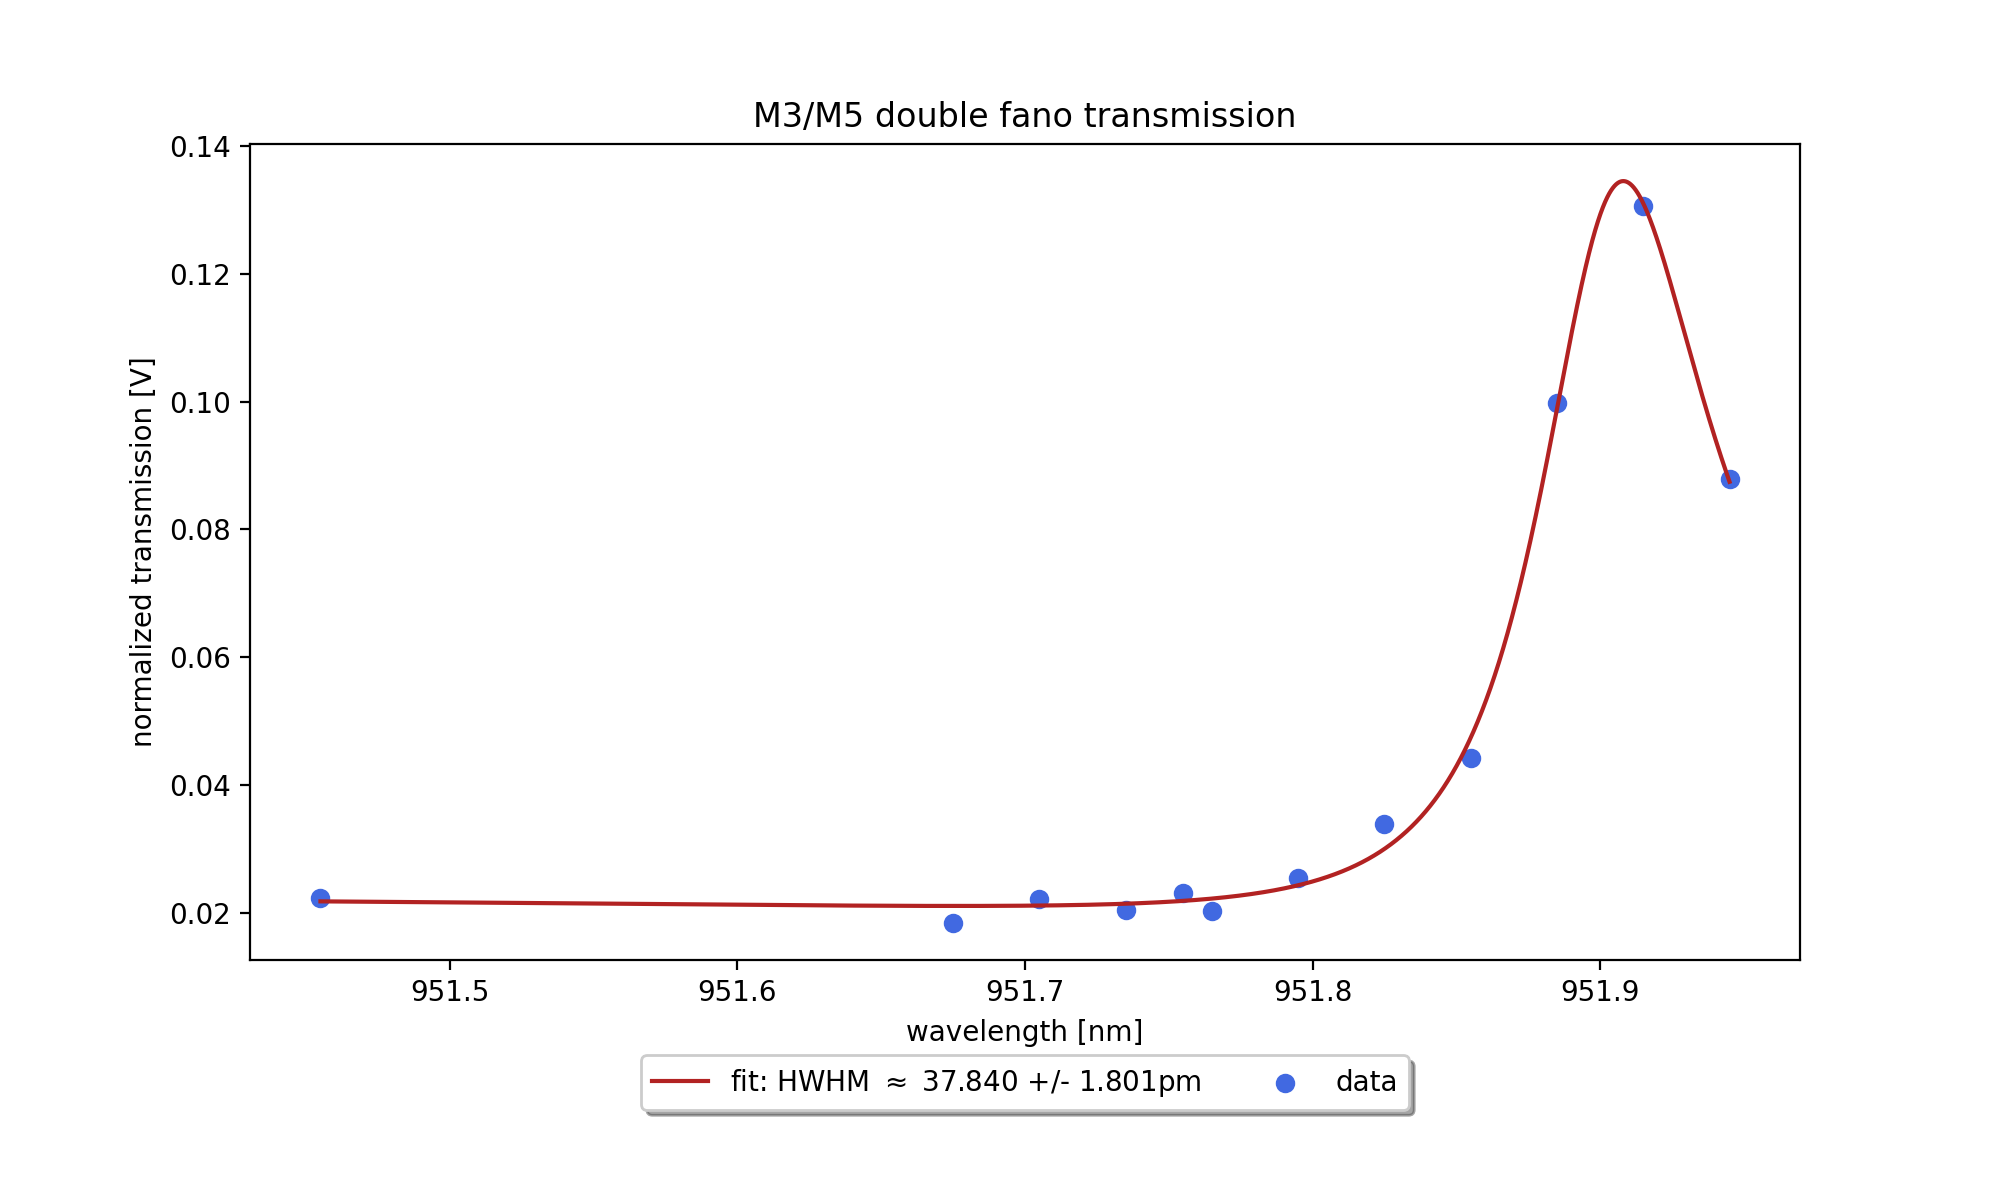 M3/M5 double fano transmission
normalized transmission [V]
0.14
0.12
0.10
0.08
0.06
0.04
0.02
951.5 951.6 951.7 951.8 951.9
wavelength [nm]
fit: HWHM ≈ 37.840 +/- 1.801pm data